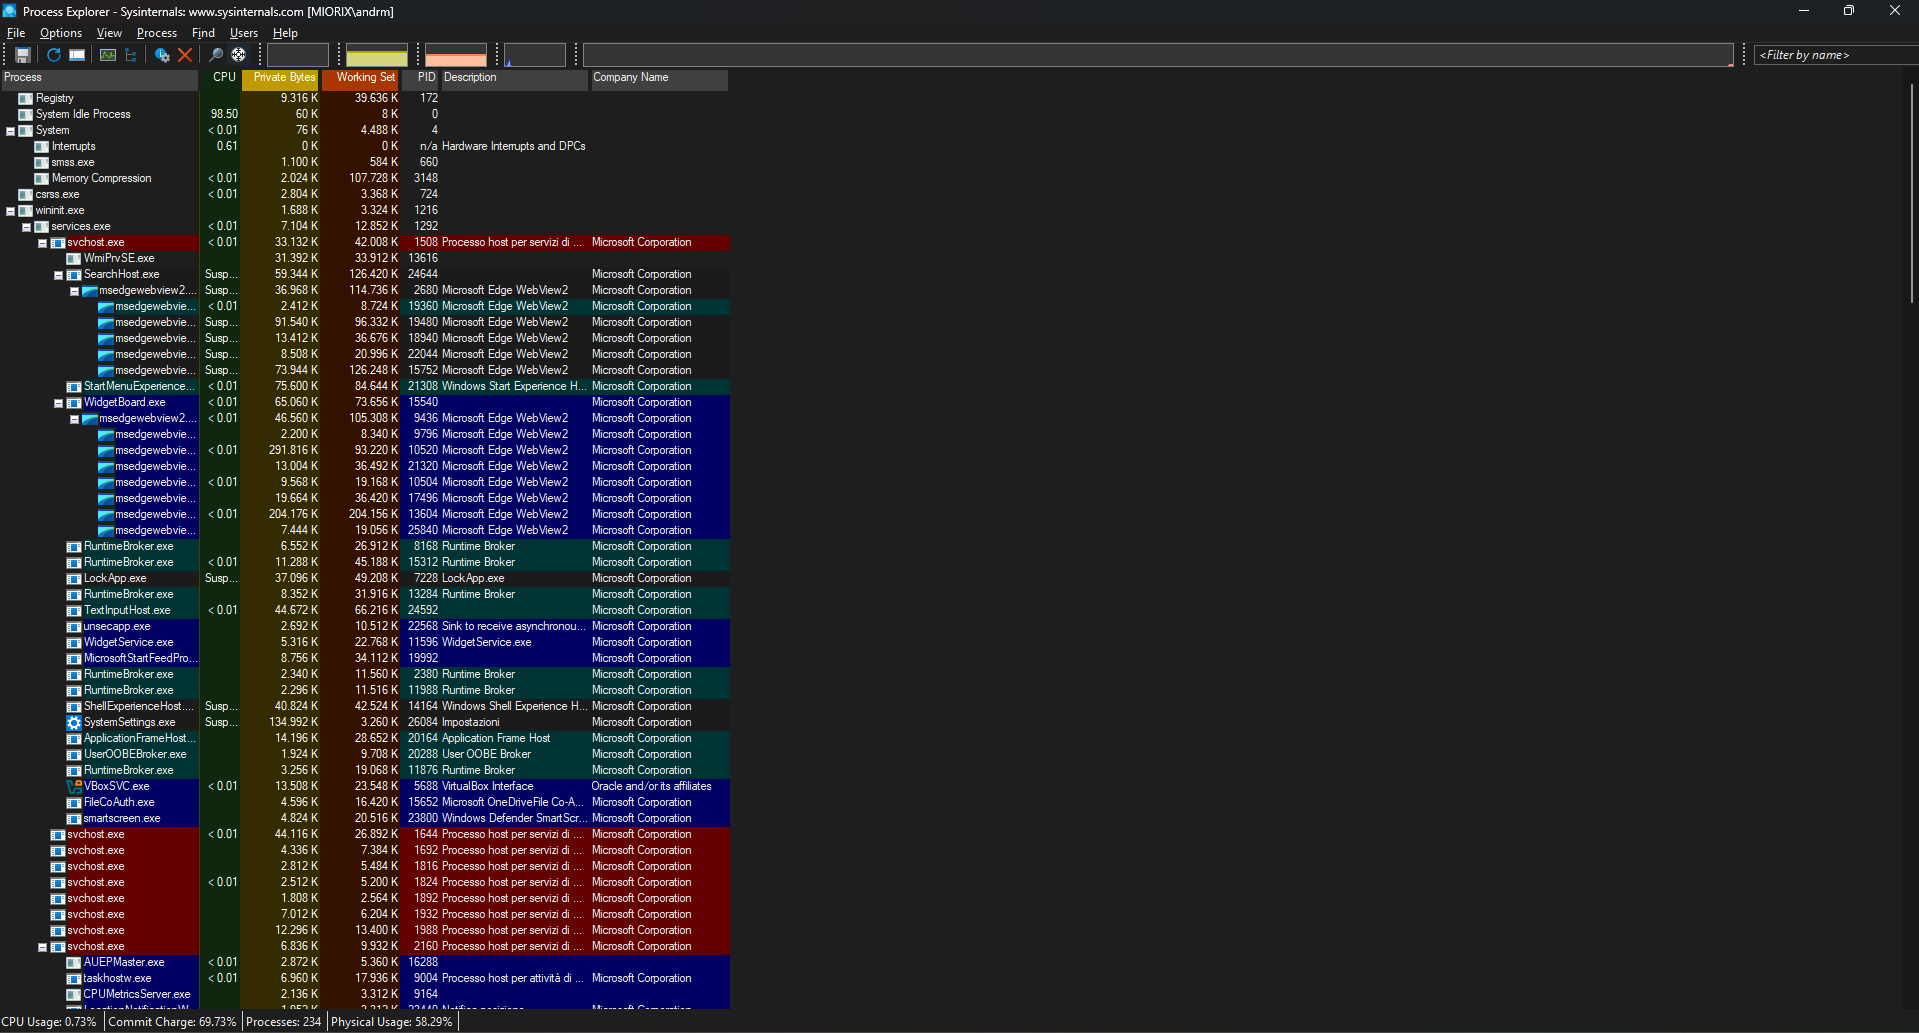 Process Explorer - Sysinternals: www.sysinternals.com [MIORIX\andrm]
File Options View Process Find Users Help
<Filter by name>
Process CPU Private Bytes Working Set PID Description Company Name
Registry 9.316 K 39.636 K 172
System Idle Process 98.50 60 K 8 K 0
System < 0.01 76 K 4.488 K 4
Interrupts 0.61 0 K 0 K n/a Hardware Interrupts and DPCs
smss.exe 1.100 K 584 K 660
Memory Compression < 0.01 2.024 K 107.728 K 3148
csrss.exe < 0.01 2.804 K 3.368 K 724
wininit.exe 1.688 K 3.324 K 1216
services.exe < 0.01 7.104 K 12.852 K 1292
svchost.exe < 0.01 33.132 K 42.008 K 1508 Processo host per servizi di ... Microsoft Corporation
WmiPrvSE.exe 31.392 K 33.912 K 13616
SearchHost.exe Susp... 59.344 K 126.420 K 24644 Microsoft Corporation
msedgewebview2.... Susp... 36.968 K 114.736 K 2680 Microsoft Edge WebView2 Microsoft Corporation
msedgewebvie... < 0.01 2.412 K 8.724 K 19360 Microsoft Edge WebView2 Microsoft Corporation
msedgewebvie... Susp... 91.540 K 96.332 K 19480 Microsoft Edge WebView2 Microsoft Corporation
msedgewebvie... Susp... 13.412 K 36.676 K 18940 Microsoft Edge WebView2 Microsoft Corporation
msedgewebvie... Susp... 8.508 K 20.996 K 22044 Microsoft Edge WebView2 Microsoft Corporation
msedgewebvie... Susp... 73.944 K 126.248 K 15752 Microsoft Edge WebView2 Microsoft Corporation
StartMenuExperience... < 0.01 75.600 K 84.644 K 21308 Windows Start Experience H... Microsoft Corporation
WidgetBoard.exe < 0.01 65.060 K 73.656 K 15540 Microsoft Corporation
msedgewebview2.... < 0.01 46.560 K 105.308 K 9436 Microsoft Edge WebView2 Microsoft Corporation
msedgewebvie... 2.200 K 8.340 K 9796 Microsoft Edge WebView2 Microsoft Corporation
msedgewebvie... < 0.01 291.816 K 93.220 K 10520 Microsoft Edge WebView2 Microsoft Corporation
msedgewebvie... 13.004 K 36.492 K 21320 Microsoft Edge WebView2 Microsoft Corporation
msedgewebvie... < 0.01 9.568 K 19.168 K 10504 Microsoft Edge WebView2 Microsoft Corporation
msedgewebvie... 19.664 K 36.420 K 17496 Microsoft Edge WebView2 Microsoft Corporation
msedgewebvie... < 0.01 204.176 K 204.156 K 13604 Microsoft Edge WebView2 Microsoft Corporation
msedgewebvie... 7.444 K 19.056 K 25840 Microsoft Edge WebView2 Microsoft Corporation
RuntimeBroker.exe 6.552 K 26.912 K 8168 Runtime Broker Microsoft Corporation
RuntimeBroker.exe < 0.01 11.288 K 45.188 K 15312 Runtime Broker Microsoft Corporation
LockApp.exe Susp... 37.096 K 49.208 K 7228 LockApp.exe Microsoft Corporation
RuntimeBroker.exe 8.352 K 31.916 K 13284 Runtime Broker Microsoft Corporation
TextInputHost.exe < 0.01 44.672 K 66.216 K 24592 Microsoft Corporation
unsecapp.exe 2.692 K 10.512 K 22568 Sink to receive asynchronou... Microsoft Corporation
WidgetService.exe 5.316 K 22.768 K 11596 WidgetService.exe Microsoft Corporation
MicrosoftStartFeedPro... 8.756 K 34.112 K 19992 Microsoft Corporation
RuntimeBroker.exe 2.340 K 11.560 K 2380 Runtime Broker Microsoft Corporation
RuntimeBroker.exe 2.296 K 11.516 K 11988 Runtime Broker Microsoft Corporation
ShellExperienceHost.... Susp... 40.824 K 42.524 K 14164 Windows Shell Experience H... Microsoft Corporation
SystemSettings.exe Susp... 134.992 K 3.260 K 26084 Impostazioni Microsoft Corporation
ApplicationFrameHost... 14.196 K 28.652 K 20164 Application Frame Host Microsoft Corporation
UserOOBEBroker.exe 1.924 K 9.708 K 20288 User OOBE Broker Microsoft Corporation
RuntimeBroker.exe 3.256 K 19.068 K 11876 Runtime Broker Microsoft Corporation
VBoxSVC.exe < 0.01 13.508 K 23.548 K 5688 VirtualBox Interface Oracle and/or its affiliates
FileCoAuth.exe 4.596 K 16.420 K 15652 Microsoft OneDriveFile Co-A... Microsoft Corporation
smartscreen.exe 4.824 K 20.516 K 23800 Windows Defender SmartScr... Microsoft Corporation
svchost.exe < 0.01 44.116 K 26.892 K 1644 Processo host per servizi di ... Microsoft Corporation
svchost.exe 4.336 K 7.384 K 1692 Processo host per servizi di ... Microsoft Corporation
svchost.exe 2.812 K 5.484 K 1816 Processo host per servizi di ... Microsoft Corporation
svchost.exe < 0.01 2.512 K 5.200 K 1824 Processo host per servizi di ... Microsoft Corporation
svchost.exe 1.808 K 2.564 K 1892 Processo host per servizi di ... Microsoft Corporation
svchost.exe 7.012 K 6.204 K 1932 Processo host per servizi di ... Microsoft Corporation
svchost.exe 12.296 K 13.400 K 1988 Processo host per servizi di ... Microsoft Corporation
svchost.exe 6.836 K 9.932 K 2160 Processo host per servizi di ... Microsoft Corporation
AUEPMaster.exe < 0.01 2.872 K 5.360 K 16288
taskhostw.exe < 0.01 6.960 K 17.936 K 9004 Processo host per attività di ... Microsoft Corporation
CPUMetricsServer.exe 2.136 K 3.312 K 9164
CPU Usage: 0.73% Commit Charge: 69.73% Processes: 234 Physical Usage: 58.29%